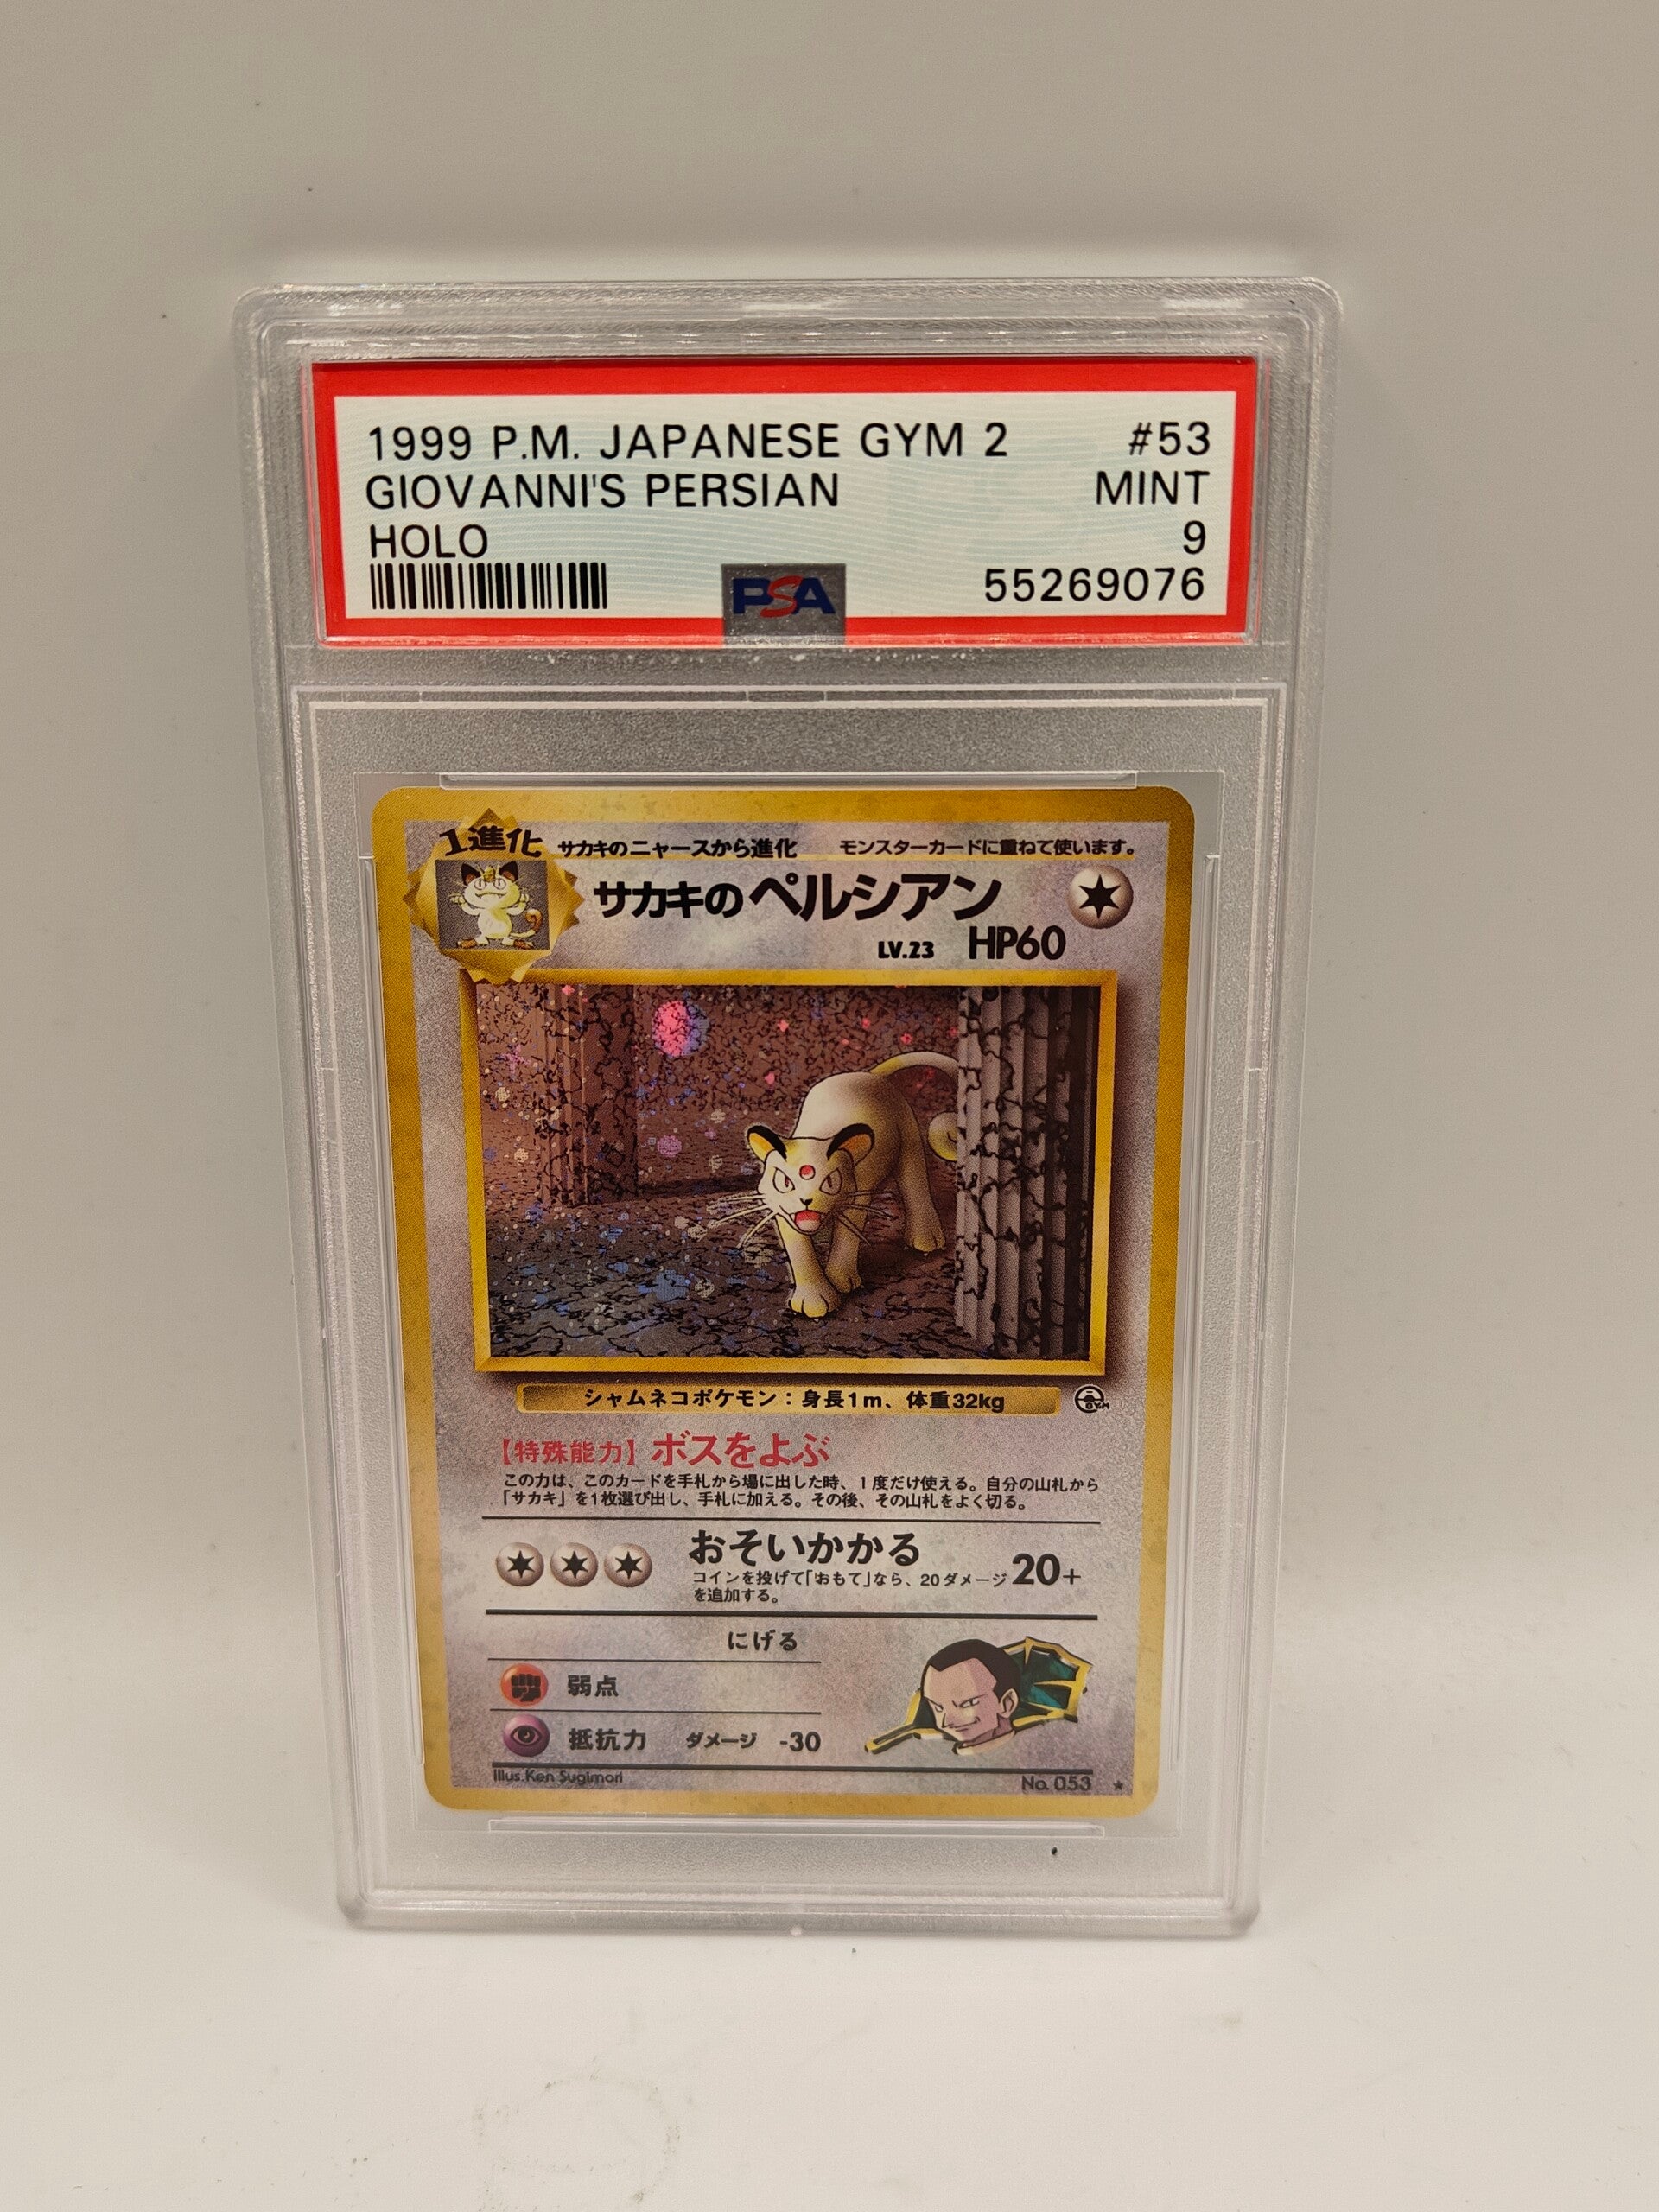 1999 P.M. JAPANESE GYM 2 #53
GIOVANNI'S PERSIAN MINT
HOLO 9
PSA 55269076
1進化 サカキのニャースから進化 モンスターカードに重ねて使います。
サカキのペルシアン
LV.23 HP60
シャムネコポケモン：身長1m、体重32kg
GYM
【特殊能力】ボスをよぶ
この力は、このカードを手札から場に出した時、1度だけ使える。自分の山札から
「サカキ」を1枚選び出し、手札に加える。その後、その山札をよく切る。
おそいかかる 20+
コインを投げて「おもて」なら、20ダメージ
を追加する。
にげる
弱点
抵抗力 ダメージ -30
Illus.Ken Sugimori No. 053 ★